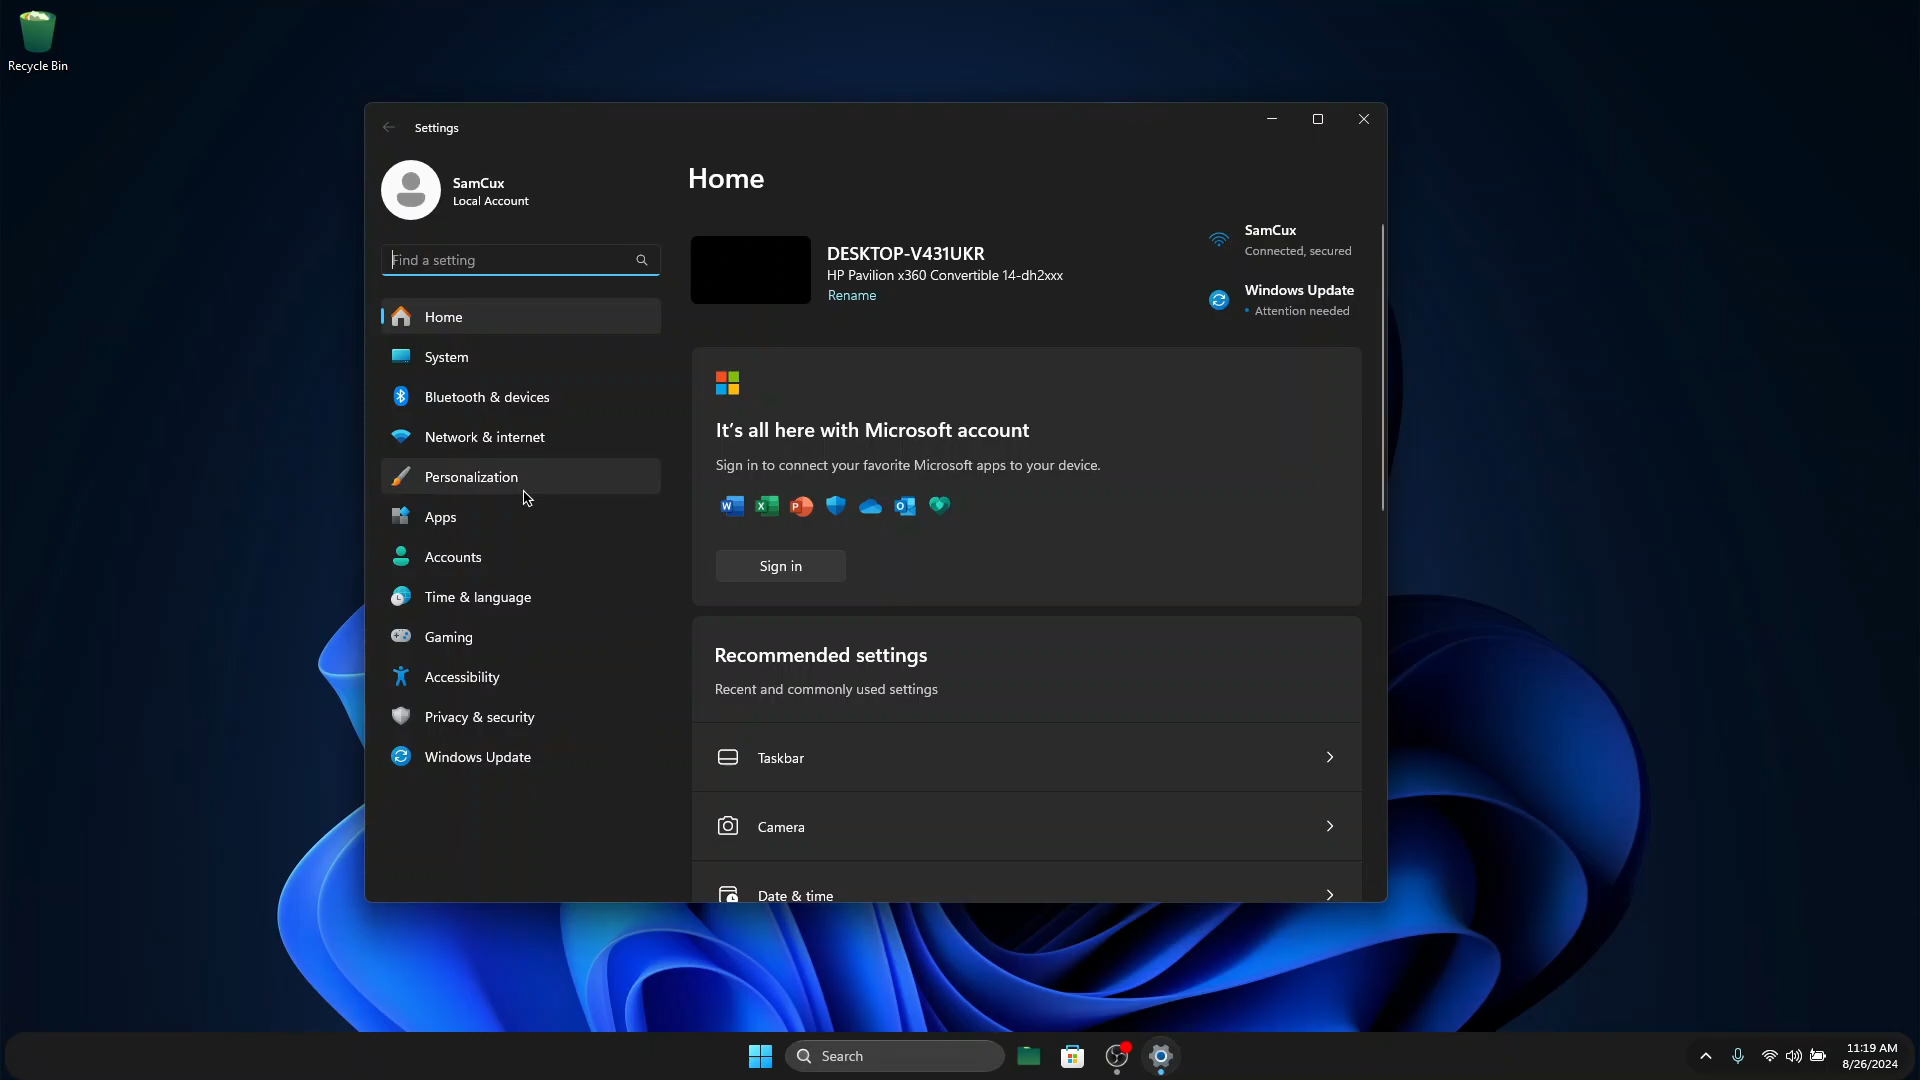 Recycle Bin
Settings
SamCux
Local Account
Find a setting
Home
System
Bluetooth & devices
Network & internet
Personalization
Apps
Accounts
Time & language
Gaming
Accessibility
Privacy & security
Windows Update
Home
DESKTOP-V431UKR
HP Pavilion x360 Convertible 14-dh2xxx
Rename
SamCux
Connected, secured
Windows Update
Attention needed
It's all here with Microsoft account
Sign in to connect your favorite Microsoft apps to your device.
Sign in
Recommended settings
Recent and commonly used settings
Taskbar
Camera
Date & time
Search
11:19 AM
8/26/2024